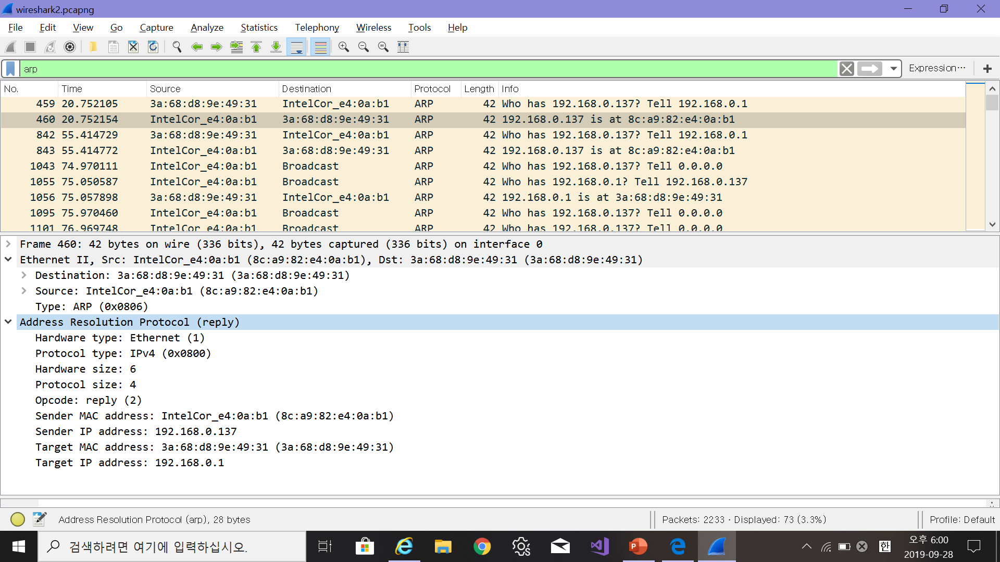 wireshark2.pcapng
File Edit View Go Capture Analyze Statistics Telephony Wireless Tools Help
arp Expression… +
No. Time Source Destination Protocol Length Info
459 20.752105 3a:68:d8:9e:49:31 IntelCor_e4:0a:b1 ARP 42 Who has 192.168.0.137? Tell 192.168.0.1
460 20.752154 IntelCor_e4:0a:b1 3a:68:d8:9e:49:31 ARP 42 192.168.0.137 is at 8c:a9:82:e4:0a:b1
842 55.414729 3a:68:d8:9e:49:31 IntelCor_e4:0a:b1 ARP 42 Who has 192.168.0.137? Tell 192.168.0.1
843 55.414772 IntelCor_e4:0a:b1 3a:68:d8:9e:49:31 ARP 42 192.168.0.137 is at 8c:a9:82:e4:0a:b1
1043 74.970111 IntelCor_e4:0a:b1 Broadcast ARP 42 Who has 192.168.0.137? Tell 0.0.0.0
1055 75.050587 IntelCor_e4:0a:b1 Broadcast ARP 42 Who has 192.168.0.1? Tell 192.168.0.137
1056 75.057898 3a:68:d8:9e:49:31 IntelCor_e4:0a:b1 ARP 42 192.168.0.1 is at 3a:68:d8:9e:49:31
1095 75.970460 IntelCor_e4:0a:b1 Broadcast ARP 42 Who has 192.168.0.137? Tell 0.0.0.0
1101 76.969748 IntelCor_e4:0a:b1 Broadcast ARP 42 Who has 192.168.0.137? Tell 0.0.0.0
Frame 460: 42 bytes on wire (336 bits), 42 bytes captured (336 bits) on interface 0
Ethernet II, Src: IntelCor_e4:0a:b1 (8c:a9:82:e4:0a:b1), Dst: 3a:68:d8:9e:49:31 (3a:68:d8:9e:49:31)
Destination: 3a:68:d8:9e:49:31 (3a:68:d8:9e:49:31)
Source: IntelCor_e4:0a:b1 (8c:a9:82:e4:0a:b1)
Type: ARP (0x0806)
Address Resolution Protocol (reply)
Hardware type: Ethernet (1)
Protocol type: IPv4 (0x0800)
Hardware size: 6
Protocol size: 4
Opcode: reply (2)
Sender MAC address: IntelCor_e4:0a:b1 (8c:a9:82:e4:0a:b1)
Sender IP address: 192.168.0.137
Target MAC address: 3a:68:d8:9e:49:31 (3a:68:d8:9e:49:31)
Target IP address: 192.168.0.1
Address Resolution Protocol (arp), 28 bytes Packets: 2233 · Displayed: 73 (3.3%) Profile: Default
검색하려면 여기에 입력하십시오. 한 오후 6:00
2019-09-28